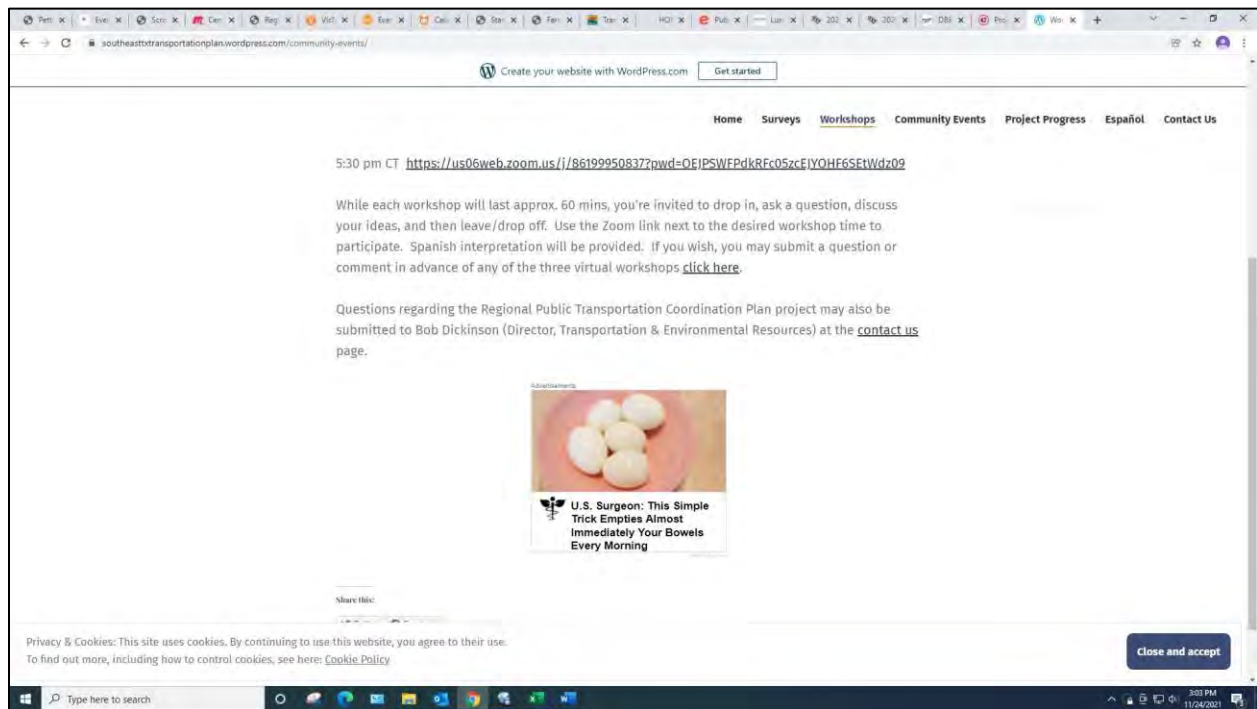 southeasttxtransportationplan.wordpress.com/community-events/
Create your website with WordPress.com Get started
Home Surveys Workshops Community Events Project Progress Español Contact Us
5:30 pm CT https://us06web.zoom.us/j/86199950837?pwd=OEJPSWFPdkRFc05zcEJYOHF6SEtWdz09
While each workshop will last approx. 60 mins, you're invited to drop in, ask a question, discuss
your ideas, and then leave/drop off. Use the Zoom link next to the desired workshop time to
participate. Spanish interpretation will be provided. If you wish, you may submit a question or
comment in advance of any of the three virtual workshops click here.
Questions regarding the Regional Public Transportation Coordination Plan project may also be
submitted to Bob Dickinson (Director, Transportation & Environmental Resources) at the contact us
page.
Advertisements
U.S. Surgeon: This Simple
Trick Empties Almost
Immediately Your Bowels
Every Morning
Share this:
Privacy & Cookies: This site uses cookies. By continuing to use this website, you agree to their use.
To find out more, including how to control cookies, see here: Cookie Policy
Close and accept
Type here to search
3:03 PM
11/24/2021